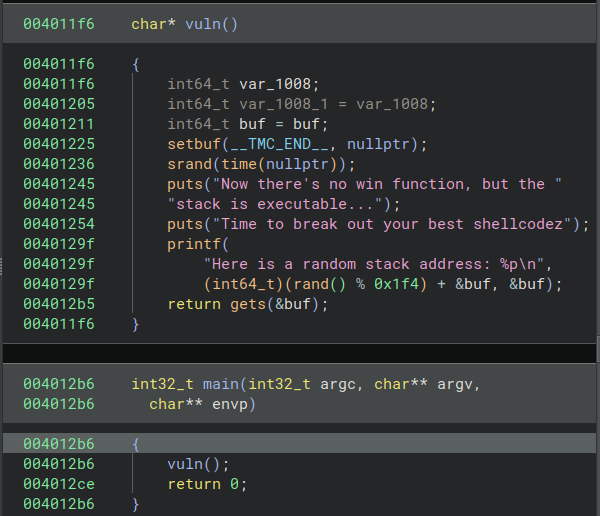 004011f6 char* vuln()
004011f6 {
004011f6 int64_t var_1008;
00401205 int64_t var_1008_1 = var_1008;
00401211 int64_t buf = buf;
00401225 setbuf(__TMC_END__, nullptr);
00401236 srand(time(nullptr));
00401245 puts("Now there's no win function, but the "
00401245 "stack is executable...");
00401254 puts("Time to break out your best shellcodez");
0040129f printf(
0040129f "Here is a random stack address: %p\n",
0040129f (int64_t)(rand() % 0x1f4) + &buf, &buf);
004012b5 return gets(&buf);
004011f6 }
004012b6 int32_t main(int32_t argc, char** argv,
004012b6 char** envp)
004012b6 {
004012b6 vuln();
004012ce return 0;
004012b6 }